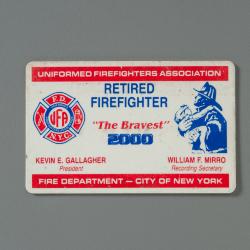 UNIFORMED FIREFIGHTERS ASSOCIATION
RETIRED
FIREFIGHTER
F.D.
UFA
N.Y.C.
"The Bravest"
2000
KEVIN E. GALLAGHER
President
WILLIAM F. MIRRO
Recording Secretary
FIRE DEPARTMENT — CITY OF NEW YORK